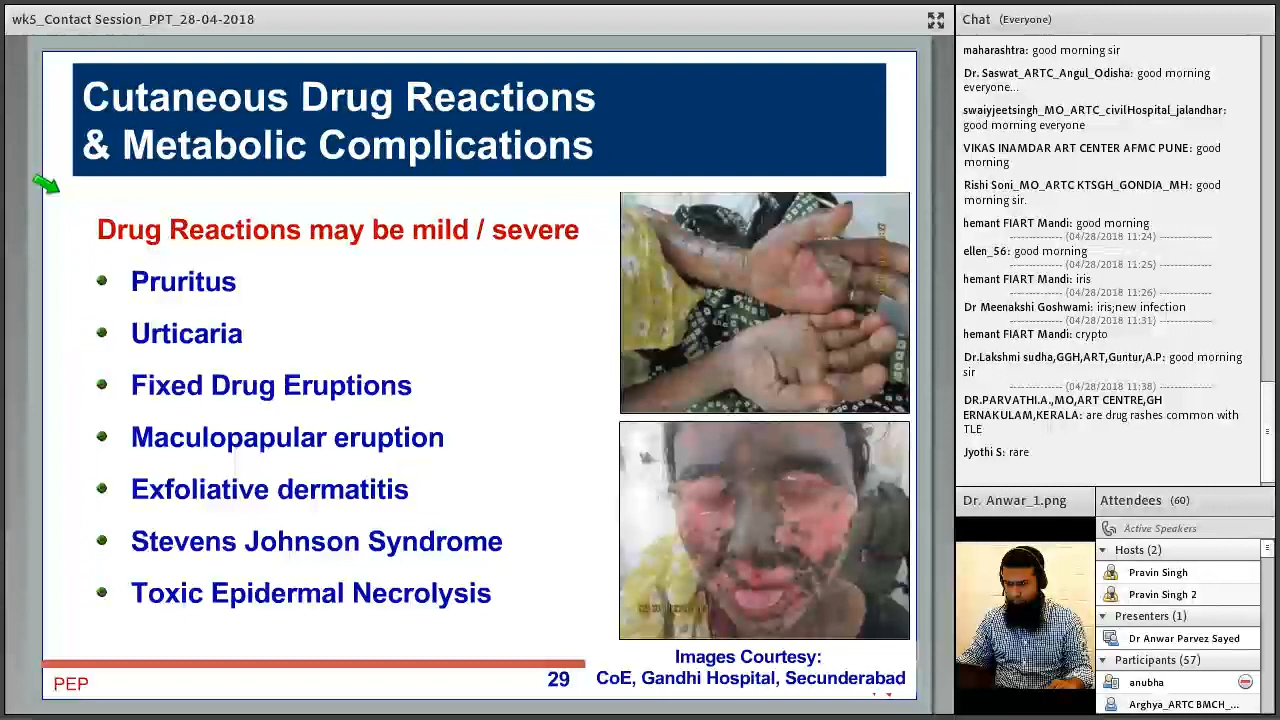 wk5_Contact Session_PPT_28-04-2018
Cutaneous Drug Reactions
& Metabolic Complications
Drug Reactions may be mild / severe
Pruritus
Urticaria
Fixed Drug Eruptions
Maculopapular eruption
Exfoliative dermatitis
Stevens Johnson Syndrome
Toxic Epidermal Necrolysis
Images Courtesy:
CoE, Gandhi Hospital, Secunderabad
PEP
29
Chat (Everyone)
maharashtra: good morning sir
Dr. Saswat_ARTC_Angul_Odisha: good morning
everyone...
swaiyjeetsingh_MO_ARTC_civilHospital_jalandhar:
good morning everyone
VIKAS INAMDAR ART CENTER AFMC PUNE: good
morning
Rishi Soni_MO_ARTC KTSGH_GONDIA_MH: good
morning sir.
hemant FIART Mandi: good morning
------------------ (04/28/2018 11:24) ------------------
ellen_56: good morning
------------------ (04/28/2018 11:25) ------------------
hemant FIART Mandi: iris
------------------ (04/28/2018 11:26) ------------------
Dr Meenakshi Goshwami: iris;new infection
------------------ (04/28/2018 11:31) ------------------
hemant FIART Mandi: crypto
Dr.Lakshmi sudha,GGH,ART,Guntur,A.P: good morning
sir
------------------ (04/28/2018 11:38) ------------------
DR.PARVATHI.A.,MO,ART CENTRE,GH
ERNAKULAM,KERALA: are drug rashes common with
TLE
Jyothi S: rare
Dr. Anwar_1.png
Attendees (60)
Active Speakers
Hosts (2)
Pravin Singh
Pravin Singh 2
Presenters (1)
Dr Anwar Parvez Sayed
Participants (57)
anubha
Arghya_ARTC BMCH_...